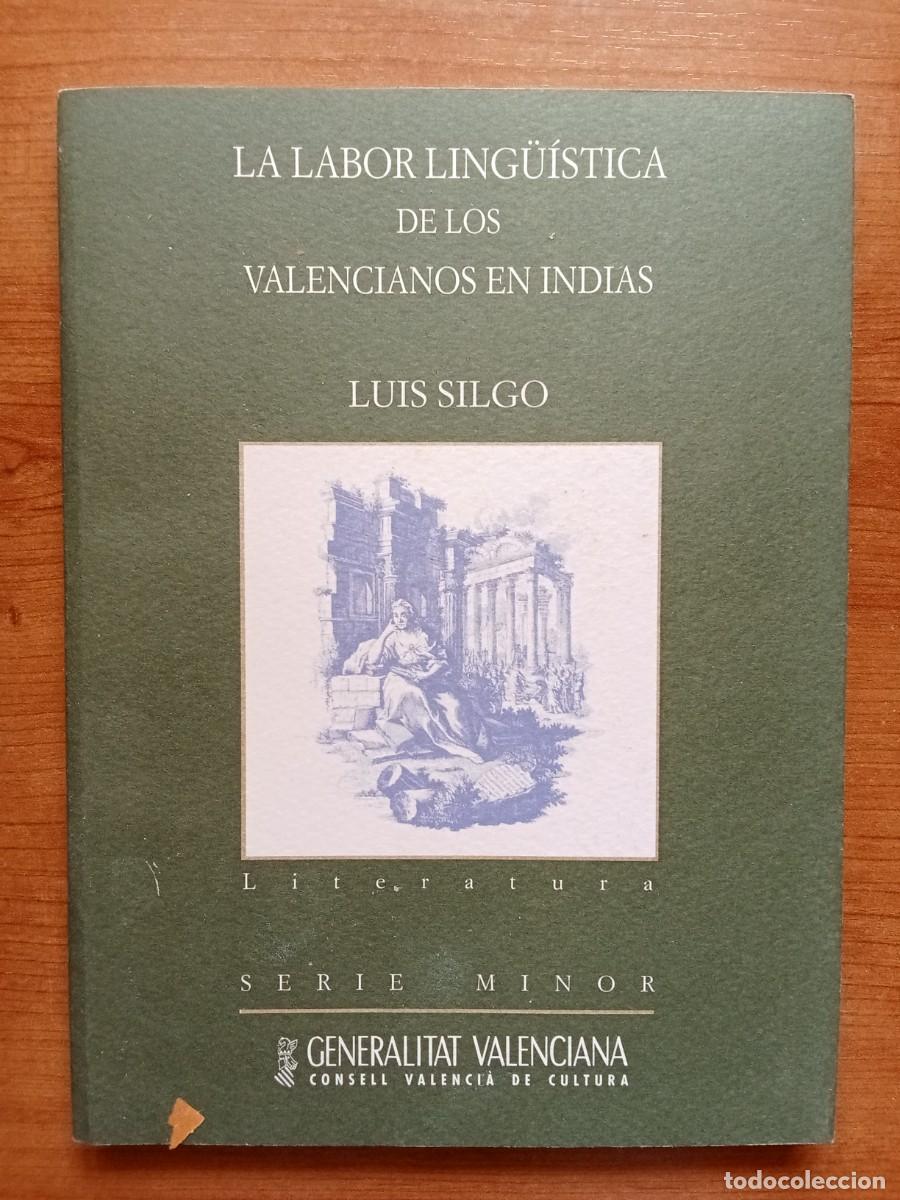 LA LABOR LINGÜÍSTICA
DE LOS
VALENCIANOS EN INDIAS
LUIS SILGO
Literatura
SERIE MINOR
GENERALITAT VALENCIANA
CONSELL VALENCIÀ DE CULTURA
todocoleccion